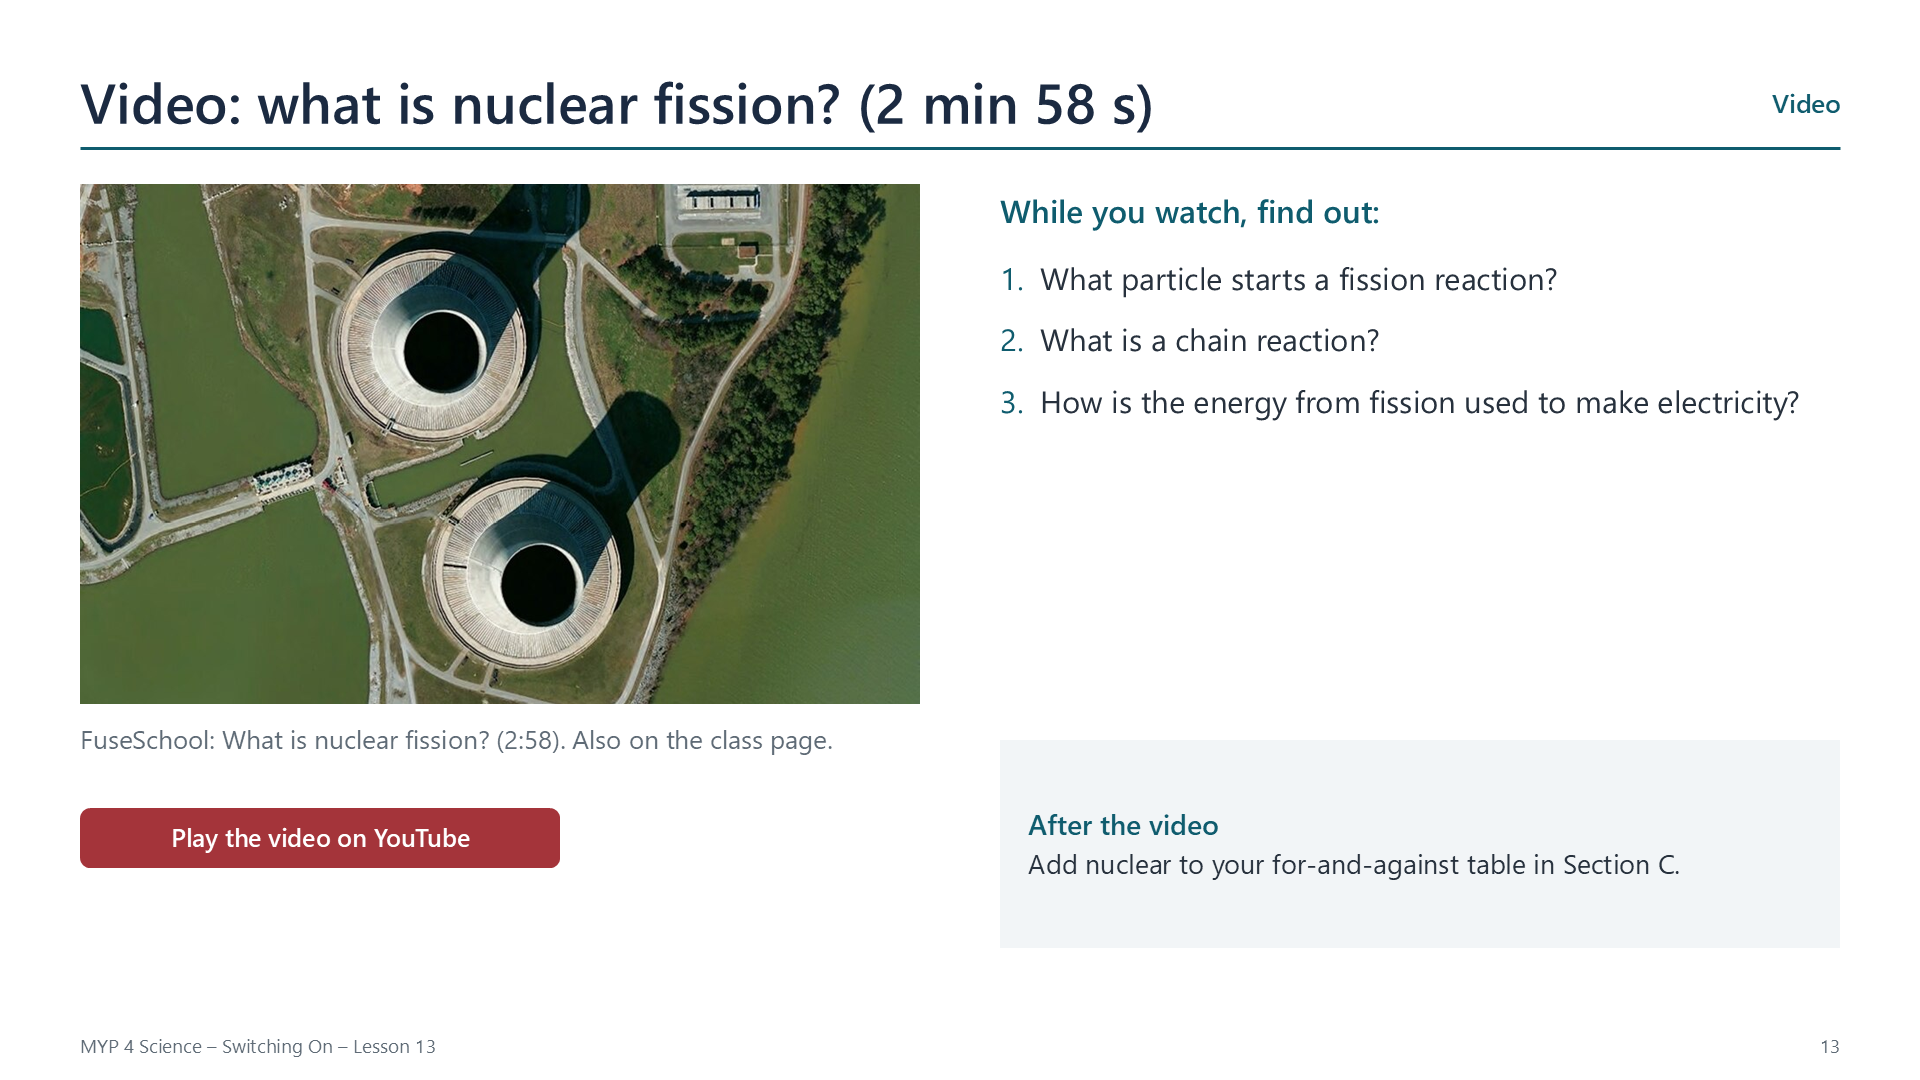 Video: what is nuclear fission? (2 min 58 s)
Video
FuseSchool: What is nuclear fission? (2:58). Also on the class page.
Play the video on YouTube
While you watch, find out:
1. What particle starts a fission reaction?
2. What is a chain reaction?
3. How is the energy from fission used to make electricity?
After the video
Add nuclear to your for-and-against table in Section C.
MYP 4 Science – Switching On – Lesson 13
13